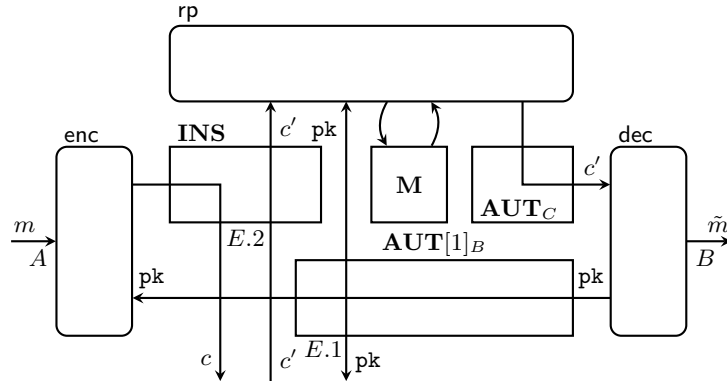 rp
enc
INS
c′
pk
M
AUT_C
c′
dec
m
A
E.2
AUT[1]_B
m̃
B
pk
pk
c
c′
E.1
pk